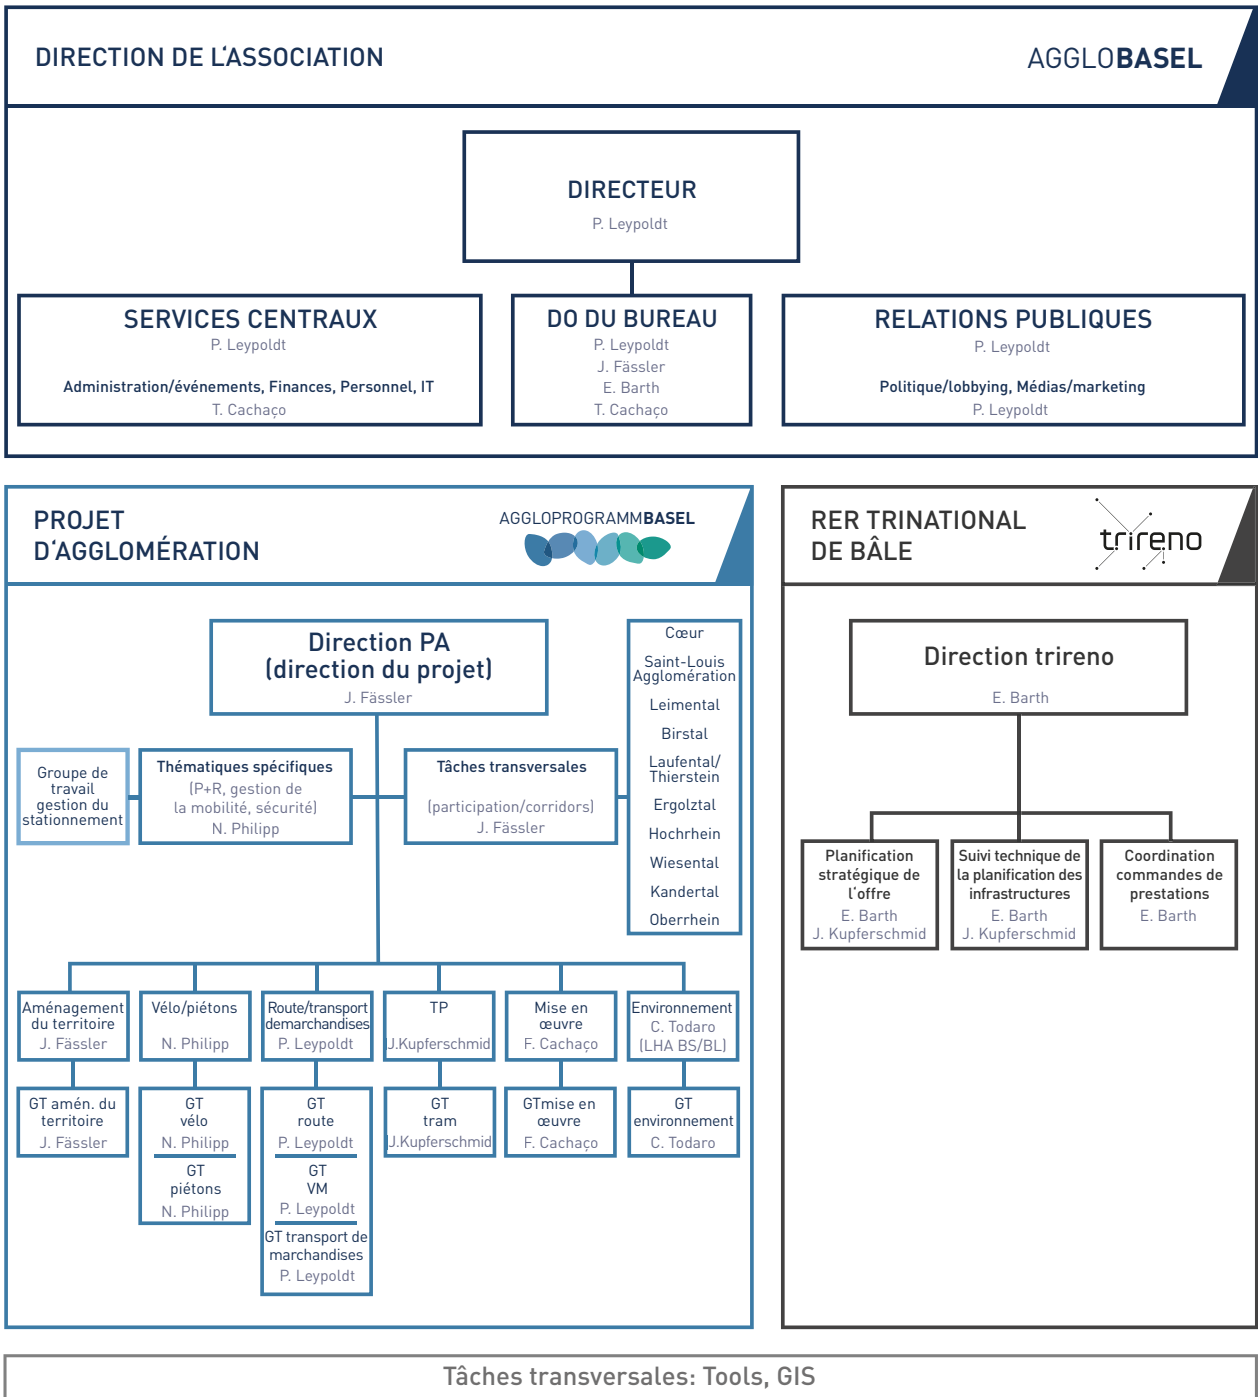 DIRECTION DE L‘ASSOCIATION
AGGLOBASEL
DIRECTEUR
P. Leypoldt
SERVICES CENTRAUX
P. Leypoldt
Administration/événements, Finances, Personnel, IT
T. Cachaço
DO DU BUREAU
P. Leypoldt
J. Fässler
E. Barth
T. Cachaço
RELATIONS PUBLIQUES
P. Leypoldt
Politique/lobbying, Médias/marketing
P. Leypoldt
PROJET
D‘AGGLOMÉRATION
AGGLOPROGRAMMBASEL
Direction PA
(direction du projet)
J. Fässler
Groupe de
travail
gestion du
stationnement
Thématiques spécifiques
(P+R, gestion de
la mobilité, sécurité)
N. Philipp
Tâches transversales
(participation/corridors)
J. Fässler
Cœur
Saint-Louis
Agglomération
Leimental
Birstal
Laufental/
Thierstein
Ergolztal
Hochrhein
Wiesental
Kandertal
Oberrhein
Aménagement
du territoire
J. Fässler
Vélo/piétons
N. Philipp
Route/transport
demarchandises
P. Leypoldt
TP
J.Kupferschmid
Mise en
œuvre
F. Cachaço
Environnement
C. Todaro
(LHA BS/BL)
GT amén. du
territoire
J. Fässler
GT
vélo
N. Philipp
GT
piétons
N. Philipp
GT
route
P. Leypoldt
GT
VM
P. Leypoldt
GT transport de
marchandises
P. Leypoldt
GT
tram
J.Kupferschmid
GTmise en
œuvre
F. Cachaço
GT
environnement
C. Todaro
RER TRINATIONAL
DE BÂLE
trireno
Direction trireno
E. Barth
Planification
stratégique de
l‘offre
E. Barth
J. Kupferschmid
Suivi technique de
la planification des
infrastructures
E. Barth
J. Kupferschmid
Coordination
commandes de
prestations
E. Barth
Tâches transversales: Tools, GIS